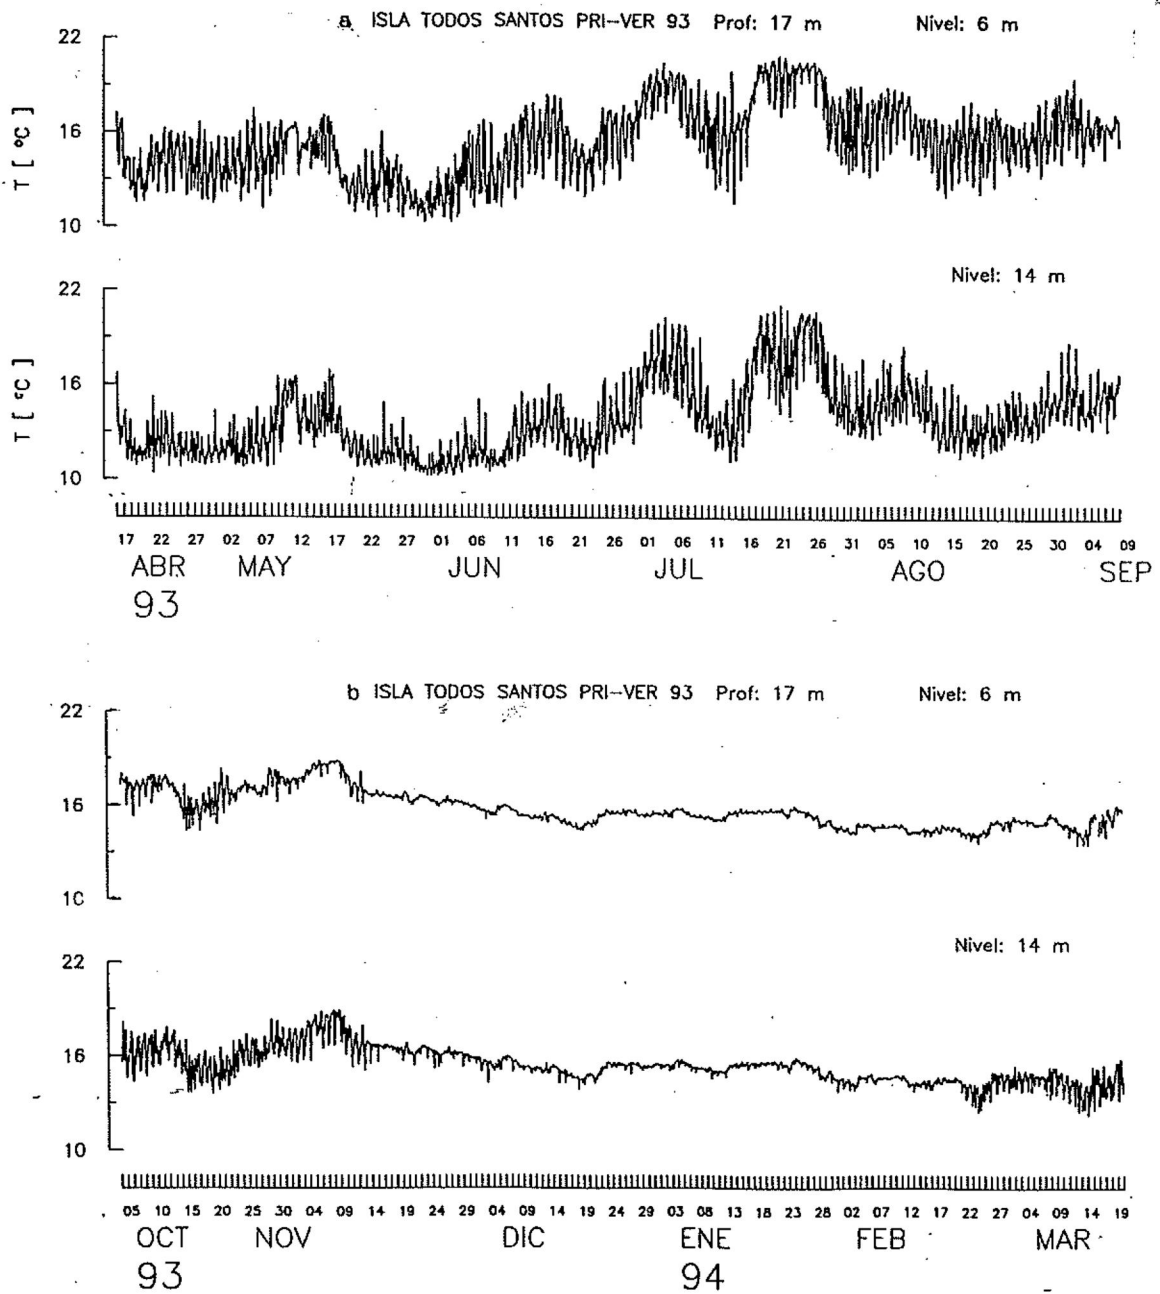 a ISLA TODOS SANTOS PRI-VER 93 Prof: 17 m Nivel: 6 m
22
16
10
T [ °C ]
Nivel: 14 m
22
16
10
T [ °C ]
17 22 27 02 07 12 17 22 27 01 06 11 16 21 26 01 06 11 16 21 26 31 05 10 15 20 25 30 04 09
ABR MAY JUN JUL AGO SEP
93
b ISLA TODOS SANTOS PRI-VER 93 Prof: 17 m Nivel: 6 m
22
16
10
Nivel: 14 m
22
16
10
05 10 15 20 25 30 04 09 14 19 24 29 04 09 14 19 24 29 03 08 13 18 23 28 02 07 12 17 22 27 04 09 14 19
OCT NOV DIC ENE FEB MAR
93 94